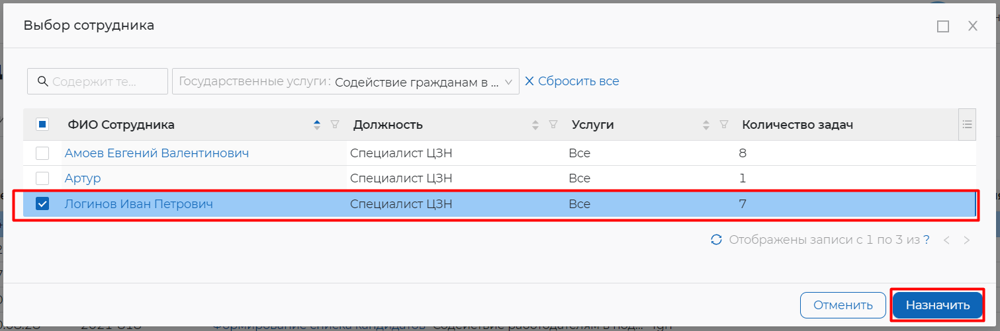 Выбор сотрудника
Содержит те...
Государственные услуги: Содействие гражданам в ...
Сбросить все
ФИО Сотрудника Должность Услуги Количество задач
Амоев Евгений Валентинович Специалист ЦЗН Все 8
Артур Специалист ЦЗН Все 1
Логинов Иван Петрович Специалист ЦЗН Все 7
Отображены записи с 1 по 3 из ?
Отменить Назначить